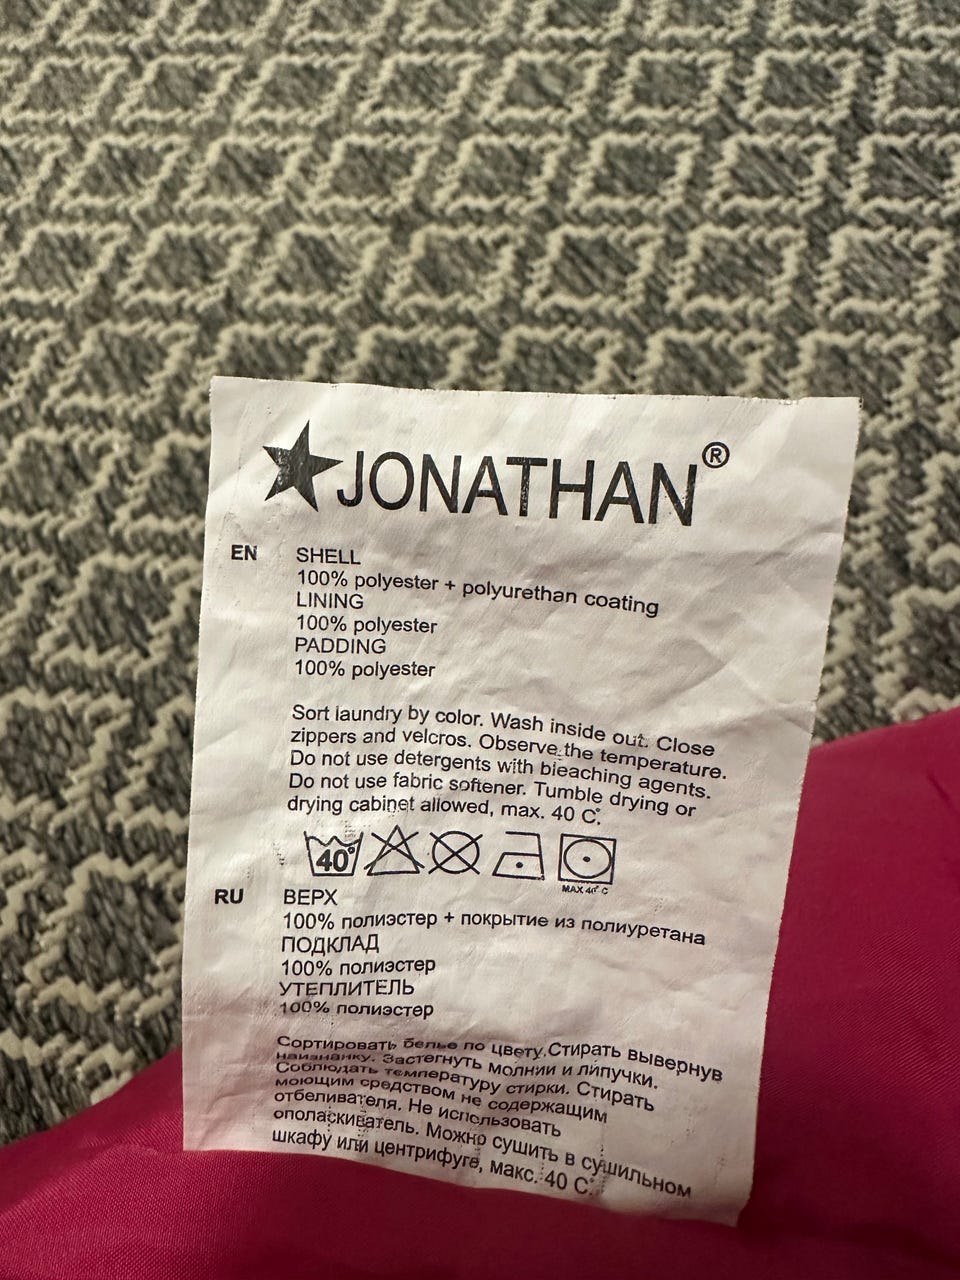 ★JONATHAN®
EN SHELL
100% polyester + polyurethan coating
LINING
100% polyester
PADDING
100% polyester
Sort laundry by color. Wash inside out. Close
zippers and velcros. Observe the temperature.
Do not use detergents with bleaching agents.
Do not use fabric softener. Tumble drying or
drying cabinet allowed, max. 40 C°.
40°
MAX 40° C
RU ВЕРХ
100% полиэстер + покрытие из полиуретана
ПОДКЛАД
100% полиэстер
УТЕПЛИТЕЛЬ
100% полиэстер
Сортировать белье по цвету.Стирать вывернув
наизнанку. Застегнуть молнии и липучки.
Соблюдать температуру стирки. Стирать
моющим средством не содержащим
отбеливателя. Не использовать
ополаскиватель. Можно сушить в сушильном
шкафу или центрифуге, макс. 40 C°.